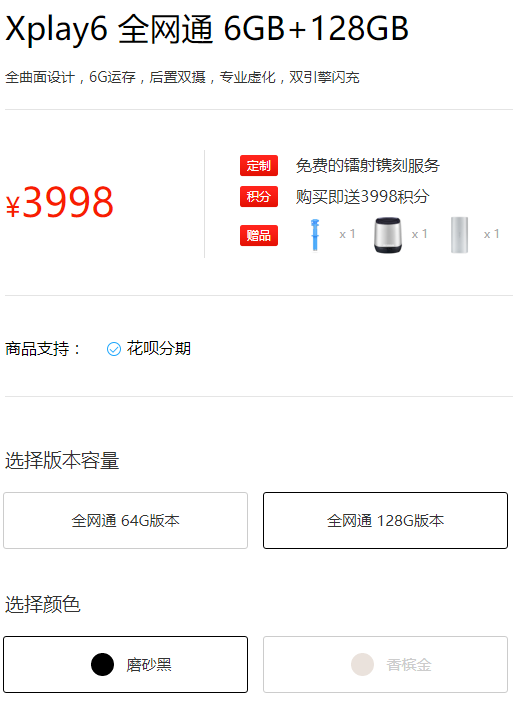 Xplay6 全网通 6GB+128GB
全曲面设计，6G运存，后置双摄，专业虚化，双引擎闪充
¥3998
定制 免费的镭射镌刻服务
积分 购买即送3998积分
赠品 x 1 x 1 x 1
商品支持： 花呗分期
选择版本容量
全网通 64G版本 全网通 128G版本
选择颜色
磨砂黑 香槟金